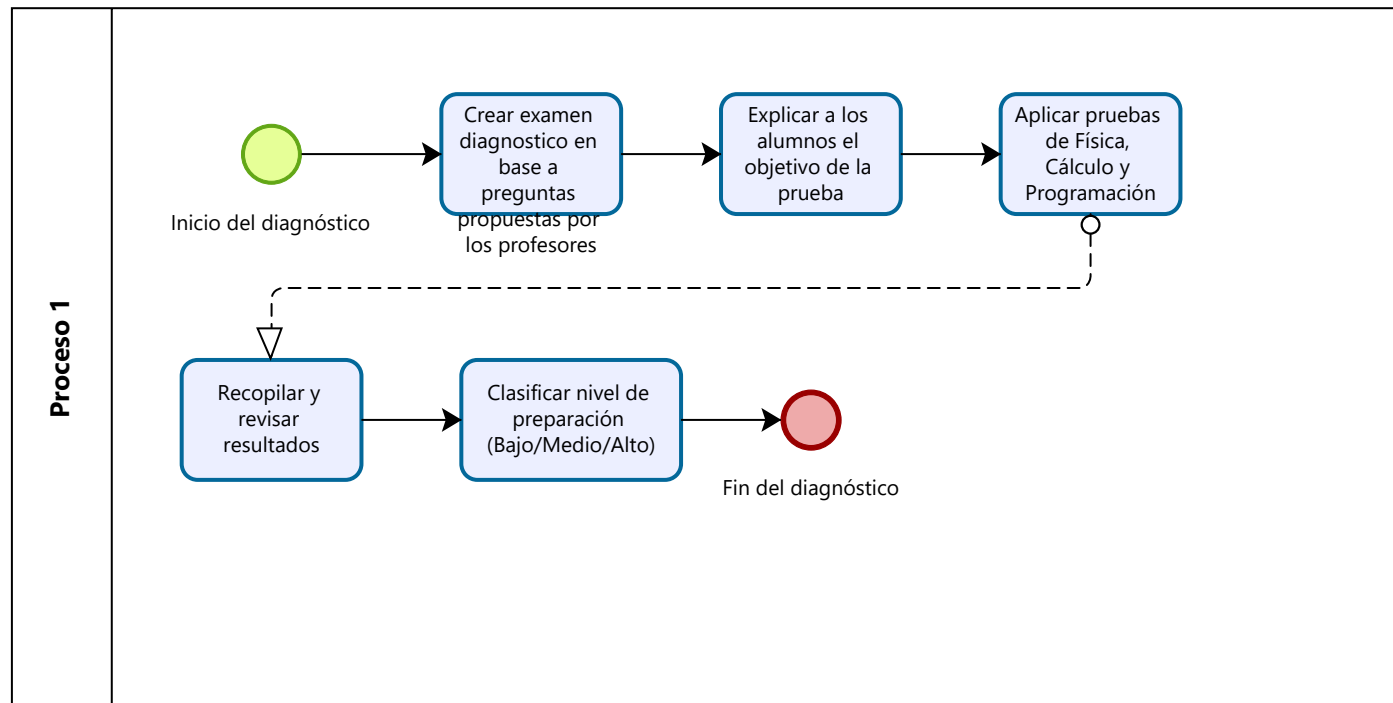 Proceso 1
Inicio del diagnóstico
Crear examen
diagnostico en
base a
preguntas
propuestas por
los profesores
Explicar a los
alumnos el
objetivo de la
prueba
Aplicar pruebas
de Física,
Cálculo y
Programación
Recopilar y
revisar
resultados
Clasificar nivel de
preparación
(Bajo/Medio/Alto)
Fin del diagnóstico